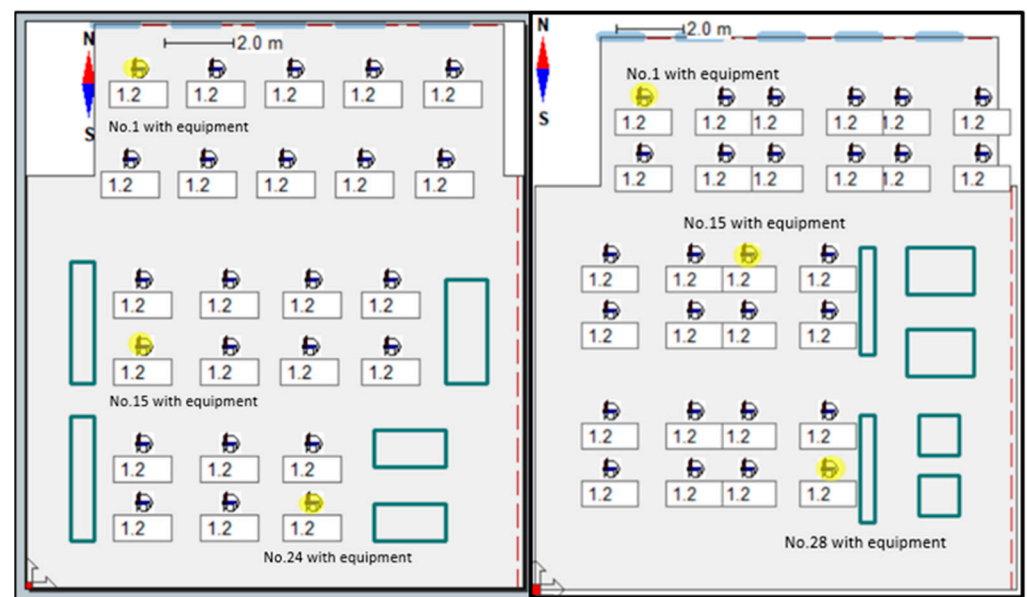 N
2.0 m
1.2 1.2 1.2 1.2 1.2
No.1 with equipment
S
1.2 1.2 1.2 1.2 1.2
1.2 1.2 1.2 1.2
1.2 1.2 1.2 1.2
No.15 with equipment
1.2 1.2 1.2
1.2 1.2 1.2
No.24 with equipment
N
2.0 m
No.1 with equipment
S
1.2 1.2 1.2 1.2 1.2 1.2
1.2 1.2 1.2 1.2 1.2 1.2
No.15 with equipment
1.2 1.2 1.2 1.2
1.2 1.2 1.2 1.2
1.2 1.2 1.2 1.2
1.2 1.2 1.2 1.2
No.28 with equipment